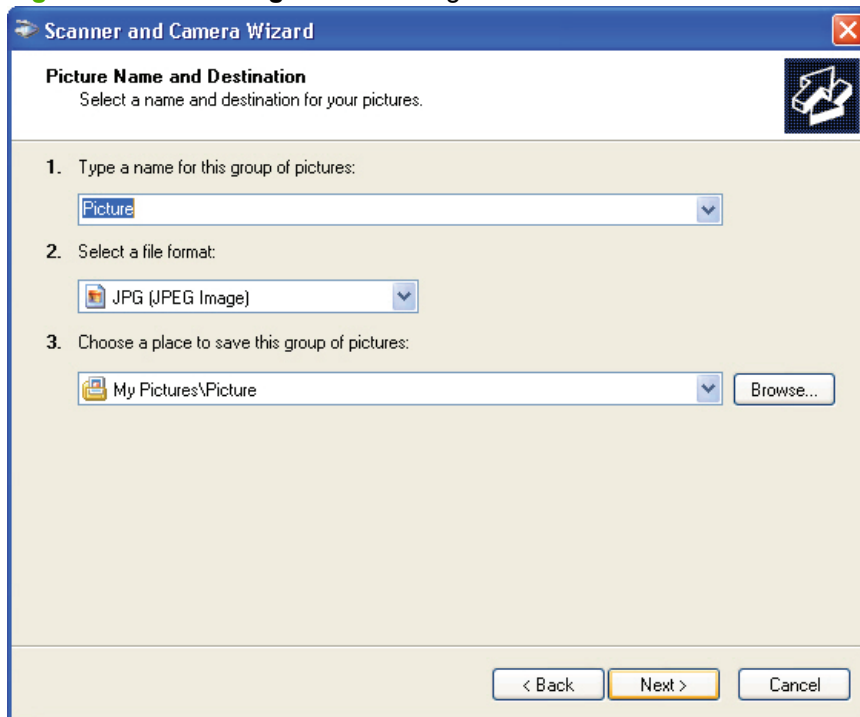 Scanner and Camera Wizard
Picture Name and Destination
Select a name and destination for your pictures.
1. Type a name for this group of pictures:
Picture
2. Select a file format:
JPG (JPEG Image)
3. Choose a place to save this group of pictures:
My Pictures\Picture Browse...
< Back Next > Cancel